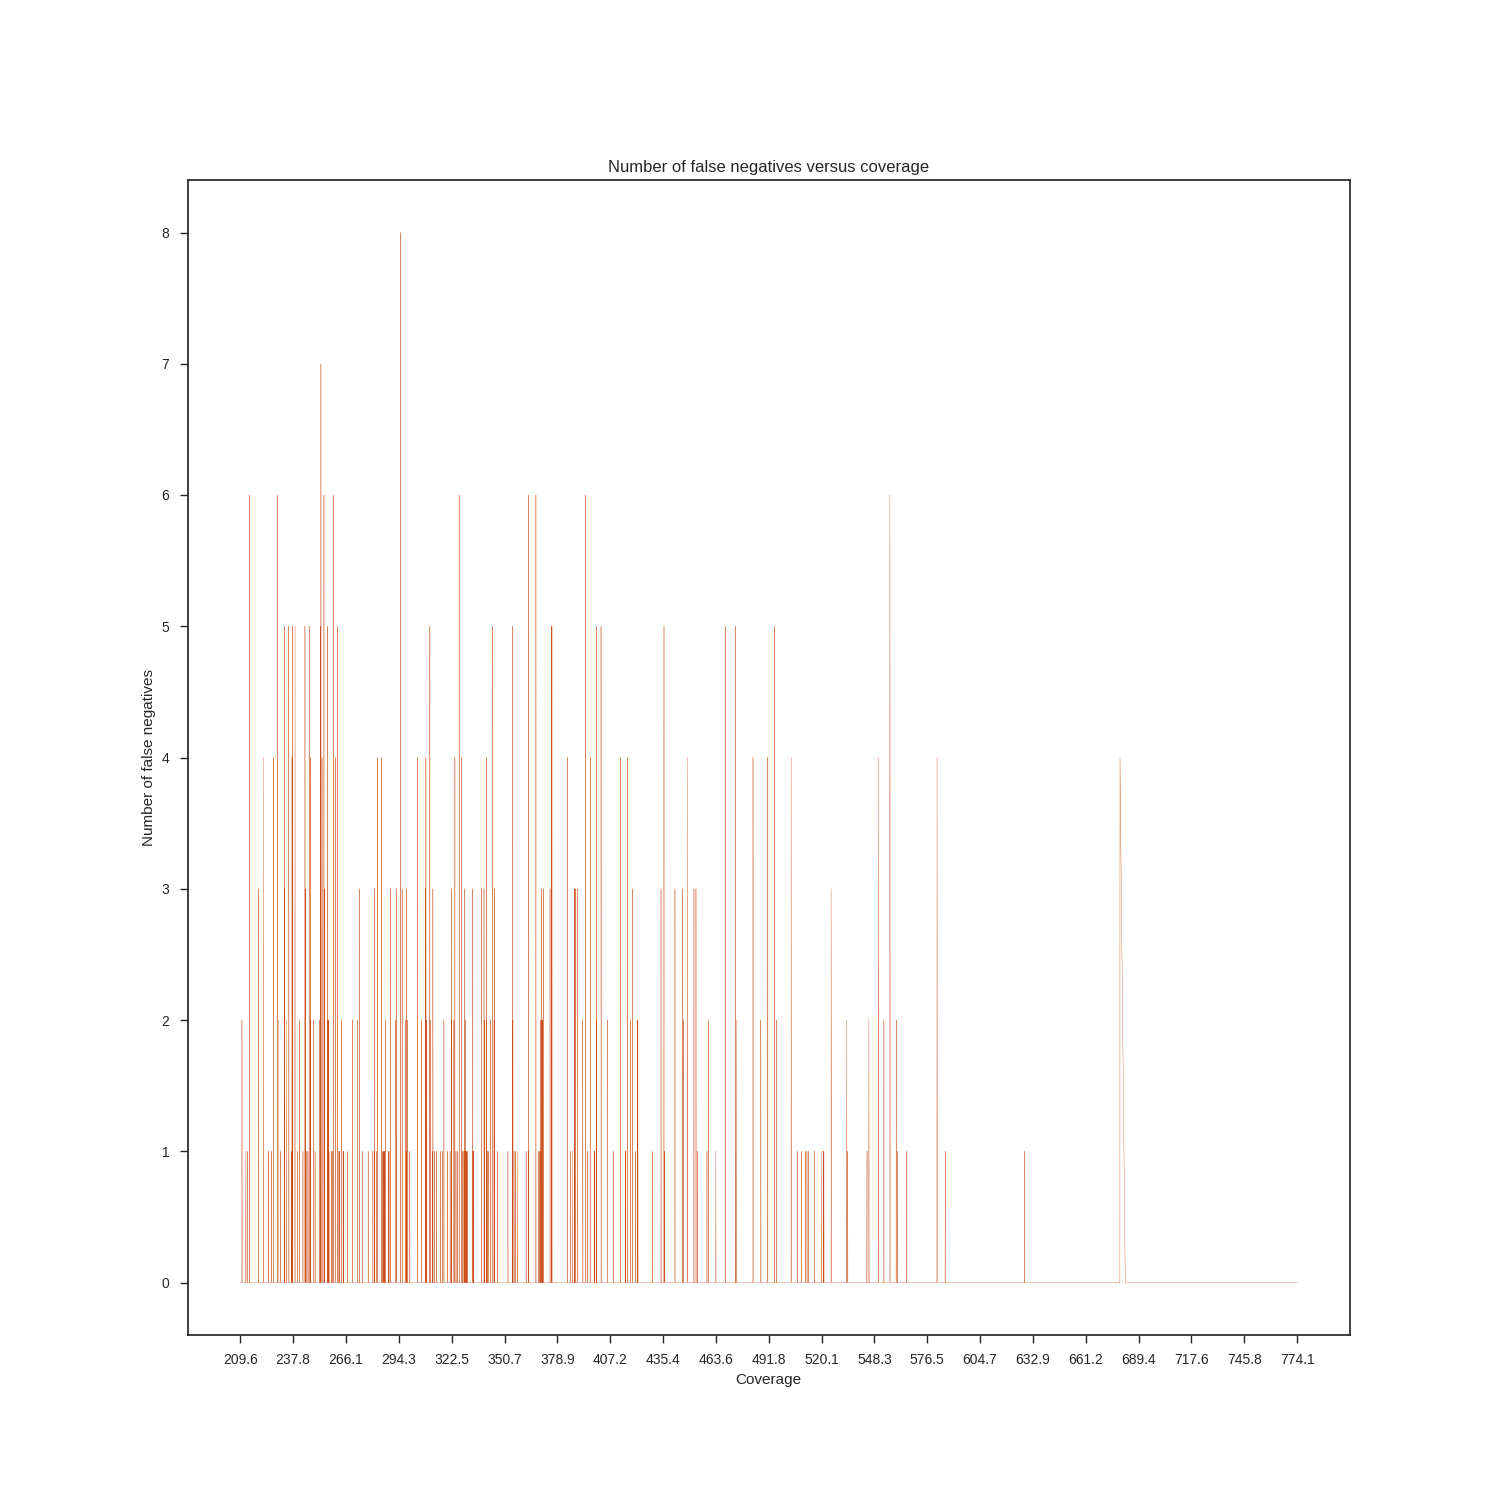 Number of false negatives versus coverage
8
7
6
5
4
3
2
1
0
Number of false negatives
209.6 237.8 266.1 294.3 322.5 350.7 378.9 407.2 435.4 463.6 491.8 520.1 548.3 576.5 604.7 632.9 661.2 689.4 717.6 745.8 774.1
Coverage